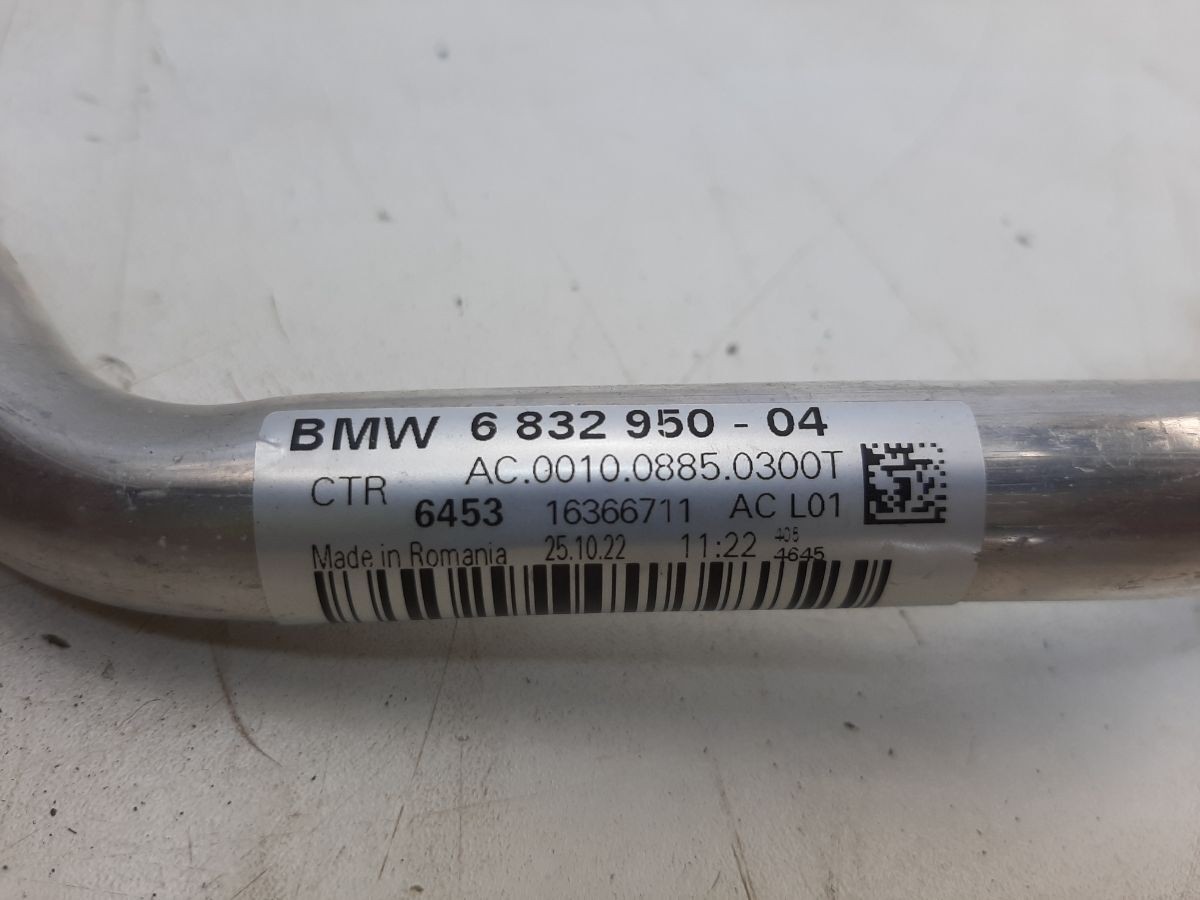 BMW 6 832 950 - 04
AC.0010.0885.0300T
CTR 6453 16366711 AC L01
Made in Romania 25.10.22 11:22 405
4645